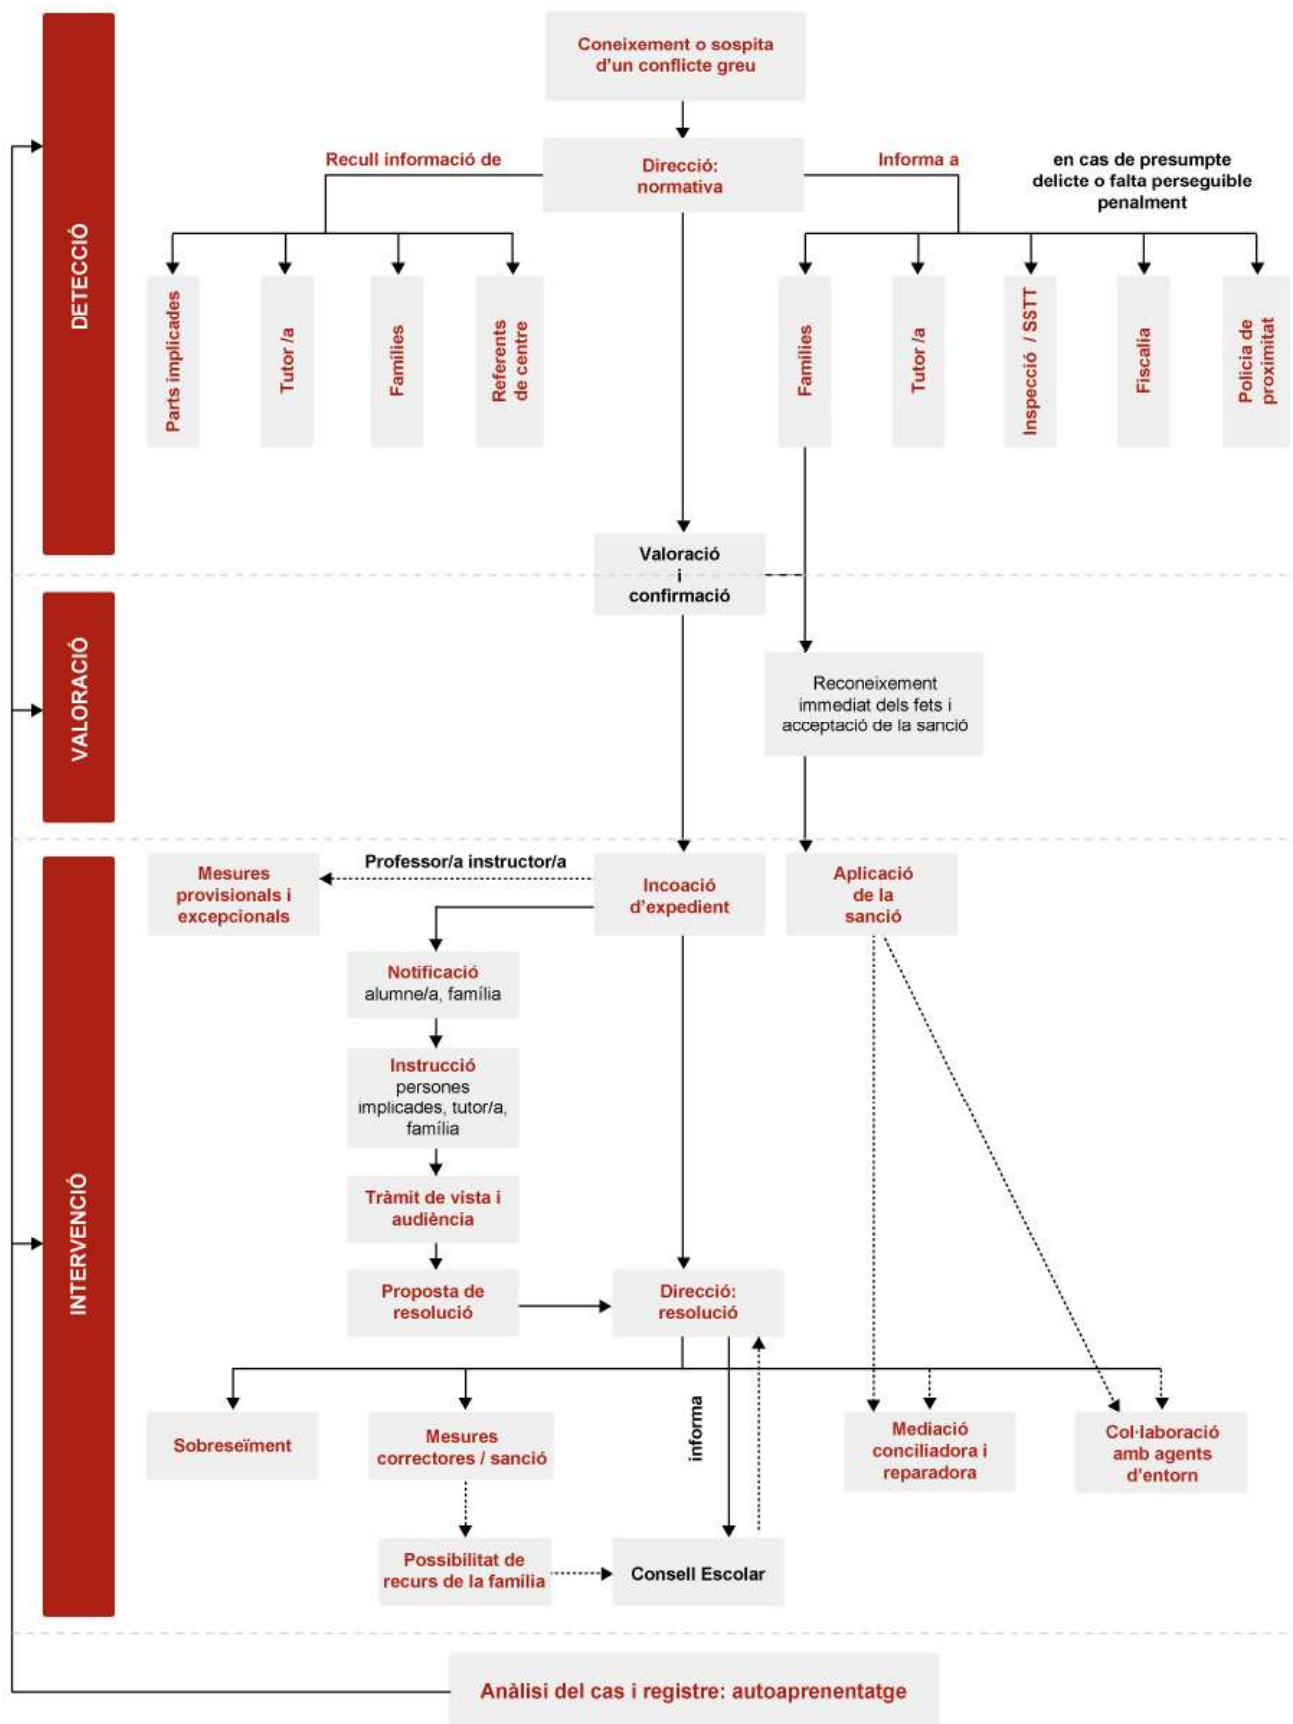 Coneixement o sospita
d'un conflicte greu
DETECCIÓ
Recull informació de
Direcció:
normativa
Informa a
en cas de presumpte
delicte o falta perseguible
penalment
Parts implicades
Tutor /a
Famílies
Referents
de centre
Famílies
Tutor /a
Inspecció / SSTT
Fiscalia
Policia de
proximitat
Valoració
i
confirmació
VALORACIÓ
Reconeixement
immediat dels fets i
acceptació de la sanció
INTERVENCIÓ
Mesures
provisionals i
excepcionals
Professor/a instructor/a
Incoació
d'expedient
Aplicació
de la
sanció
Notificació
alumne/a, família
Instrucció
persones
implicades, tutor/a,
família
Tràmit de vista i
audiència
Proposta de
resolució
Direcció:
resolució
Sobreseïment
Mesures
correctores / sanció
informa
Mediació
conciliadora i
reparadora
Col·laboració
amb agents
d'entorn
Possibilitat de
recurs de la família
Consell Escolar
Anàlisi del cas i registre: autoaprenentatge